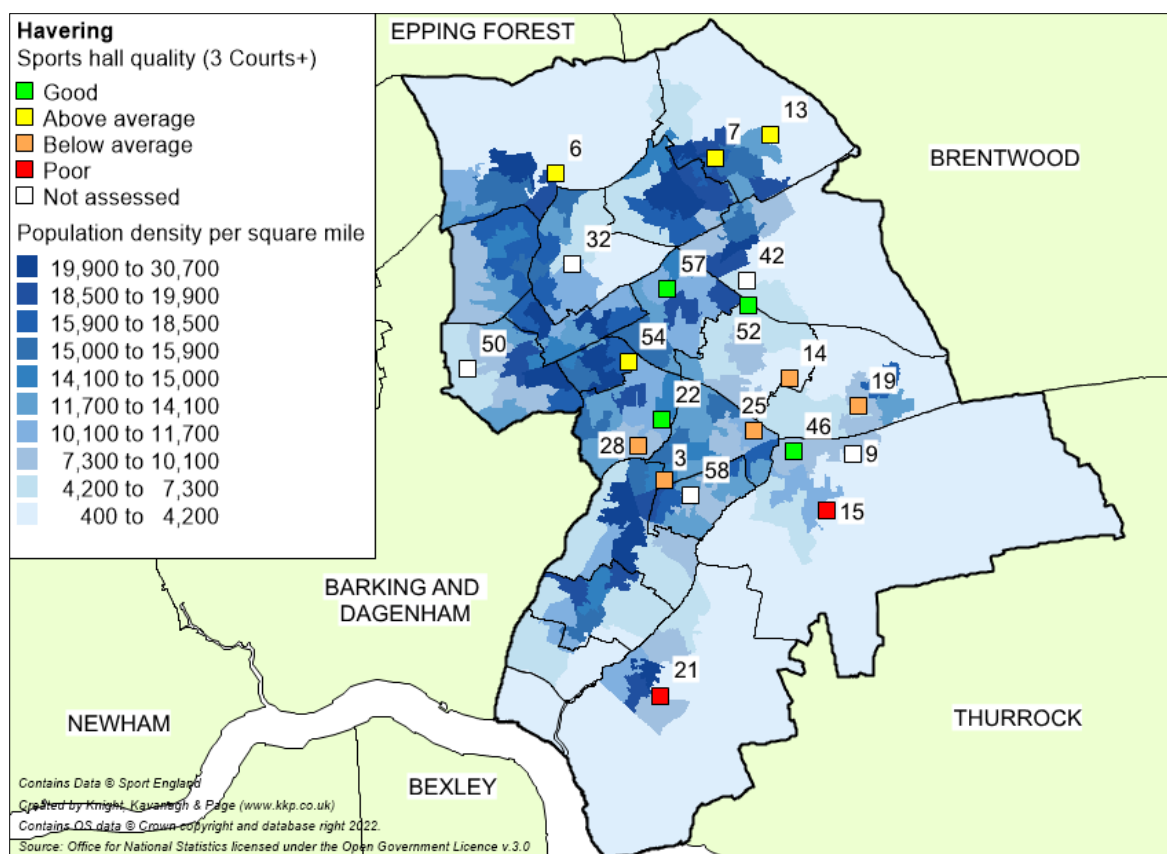 Havering
Sports hall quality (3 Courts+)
Good
Above average
Below average
Poor
Not assessed
Population density per square mile
19,900 to 30,700
18,500 to 19,900
15,900 to 18,500
15,000 to 15,900
14,100 to 15,000
11,700 to 14,100
10,100 to 11,700
7,300 to 10,100
4,200 to 7,300
400 to 4,200
EPPING FOREST
13
7
6
BRENTWOOD
32
42
57
52
54
50
14
19
22
25
46
28
9
3
58
15
BARKING AND
DAGENHAM
21
NEWHAM
THURROCK
BEXLEY
Contains Data © Sport England
Created by Knight, Kavanagh & Page (www.kkp.co.uk)
Contains OS data © Crown copyright and database right 2022.
Source: Office for National Statistics licensed under the Open Government Licence v.3.0